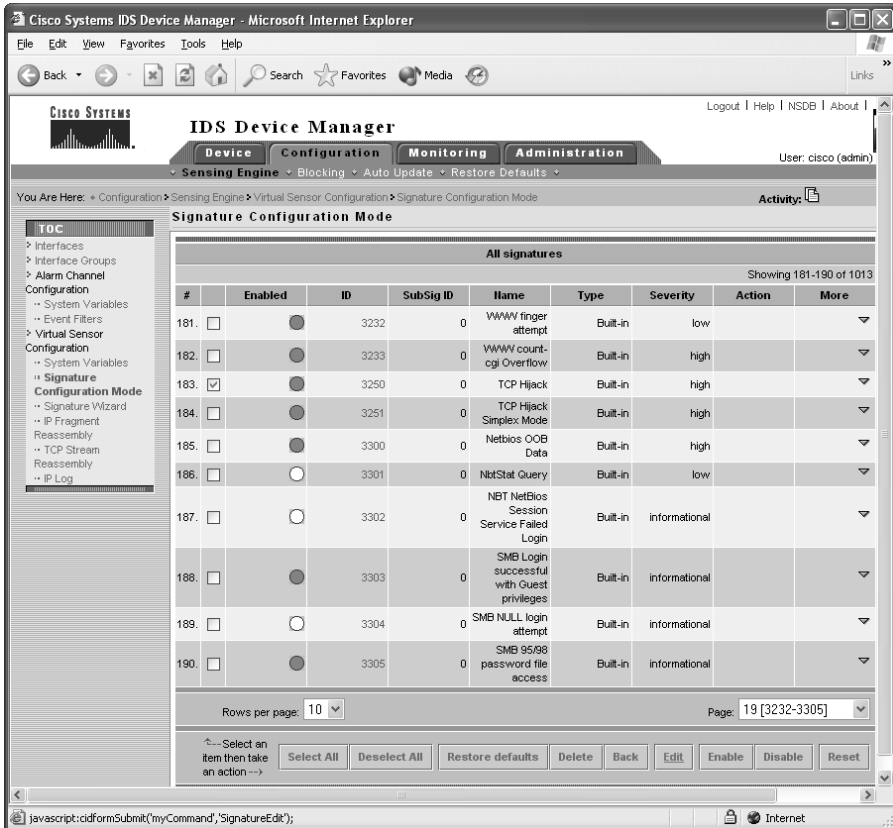 Cisco Systems IDS Device Manager - Microsoft Internet Explorer
File Edit View Favorites Tools Help
Back Search Favorites Media Links
CISCO SYSTEMS
Logout | Help | NSDB | About |
IDS Device Manager
Device Configuration Monitoring Administration
User: cisco (admin)
Sensing Engine Blocking Auto Update Restore Defaults
You Are Here: Configuration Sensing Engine Virtual Sensor Configuration Signature Configuration Mode
Activity:
Signature Configuration Mode
TOC
Interfaces
Interface Groups
Alarm Channel
Configuration
System Variables
Event Filters
Virtual Sensor
Configuration
System Variables
Signature
Configuration Mode
Signature Wizard
IP Fragment
Reassembly
TCP Stream
Reassembly
IP Log
All signatures
Showing 181-190 of 1013
# Enabled ID SubSig ID Name Type Severity Action More
181. 3232 0 WWW finger attempt Built-in low
182. 3233 0 WWW count-cgi Overflow Built-in high
183. 3250 0 TCP Hijack Built-in high
184. 3251 0 TCP Hijack Simplex Mode Built-in high
185. 3300 0 Netbios OOB Data Built-in high
186. 3301 0 NbtStat Query Built-in low
187. 3302 0 NBT NetBios Session Service Failed Login Built-in informational
188. 3303 0 SMB Login successful with Guest privileges Built-in informational
189. 3304 0 SMB NULL login attempt Built-in informational
190. 3305 0 SMB 95/98 password file access Built-in informational
Rows per page: 10
Page: 19 [3232-3305]
Select an
item then take
an action -->
Select All Deselect All Restore defaults Delete Back Edit Enable Disable Reset
javascript:cidformSubmit('myCommand','SignatureEdit');
Internet